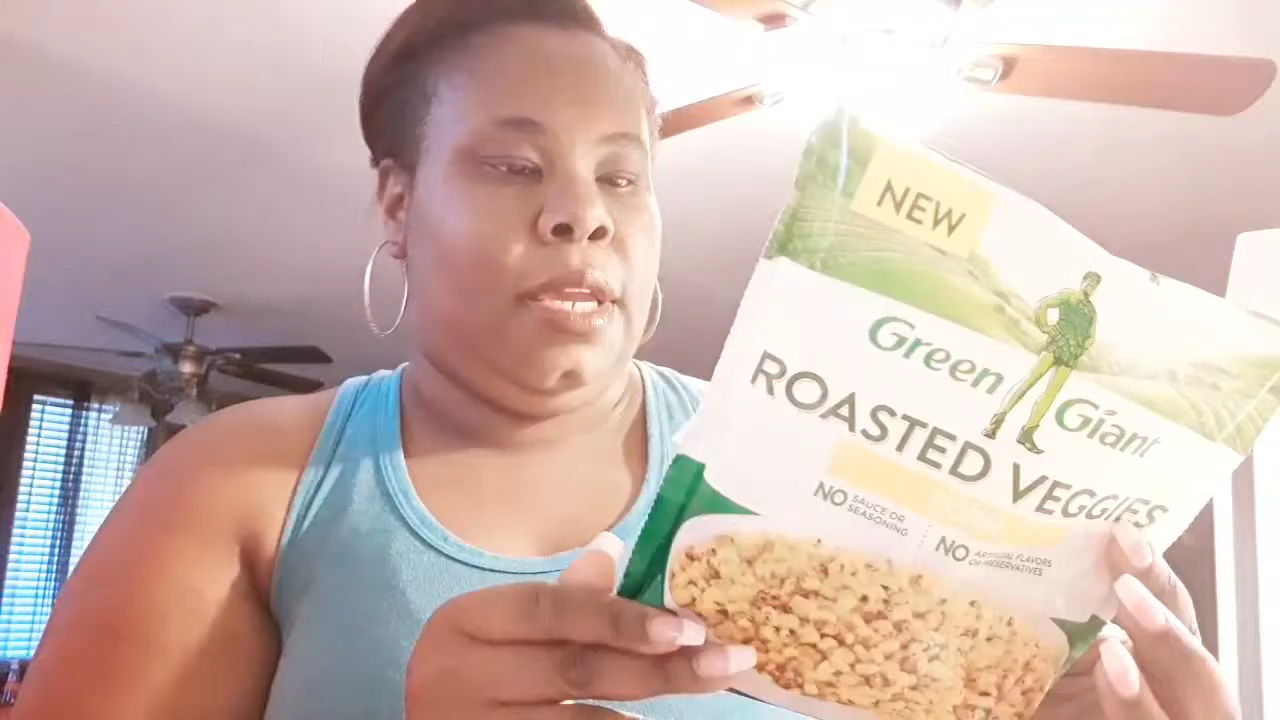 NEW
Green Giant
ROASTED VEGGIES
NO SAUCE OR
SEASONING
NO ARTIFICIAL FLAVORS
OR PRESERVATIVES